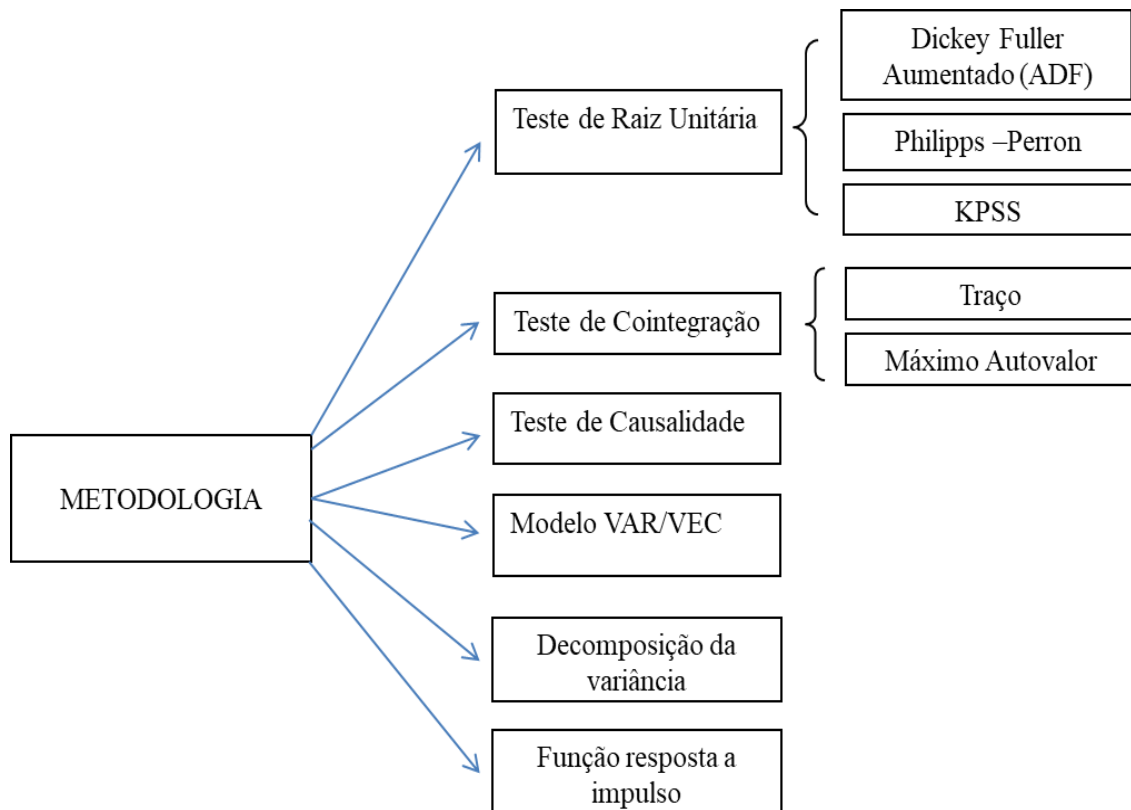 METODOLOGIA
Teste de Raiz Unitária
Dickey Fuller
Aumentado (ADF)
Philipps –Perron
KPSS
Teste de Cointegração
Traço
Máximo Autovalor
Teste de Causalidade
Modelo VAR/VEC
Decomposição da
variância
Função resposta a
impulso